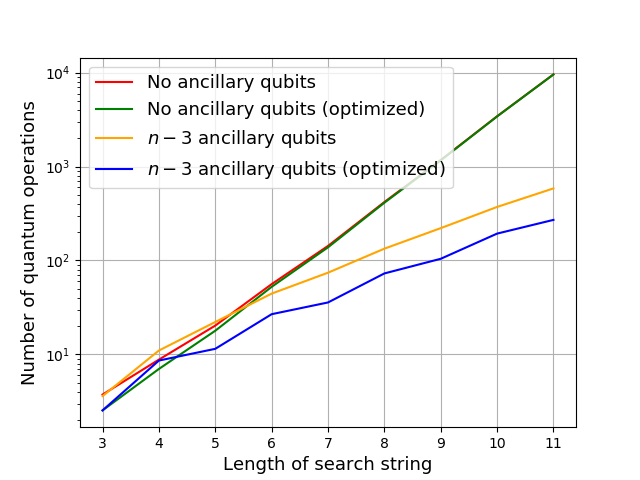 No ancillary qubits
No ancillary qubits (optimized)
n − 3 ancillary qubits
n − 3 ancillary qubits (optimized)
Number of quantum operations
10⁴
10³
10²
10¹
3 4 5 6 7 8 9 10 11
Length of search string